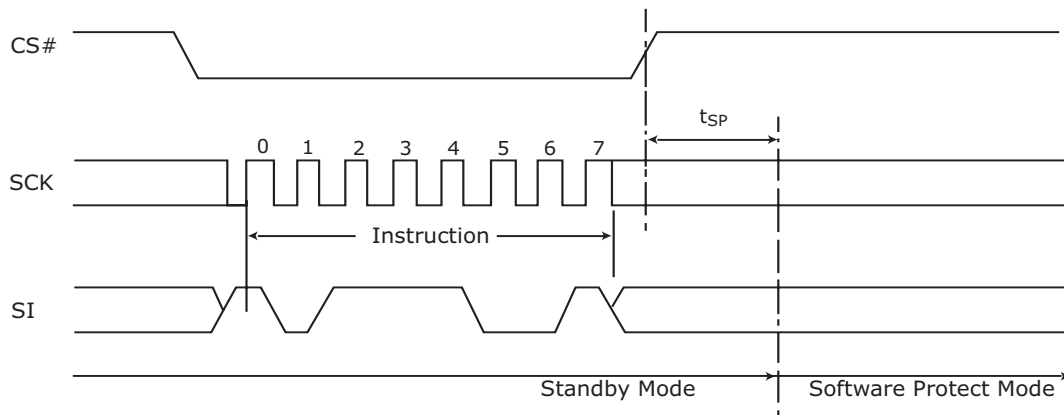 CS#
tSP
0 1 2 3 4 5 6 7
SCK
Instruction
SI
Standby Mode Software Protect Mode